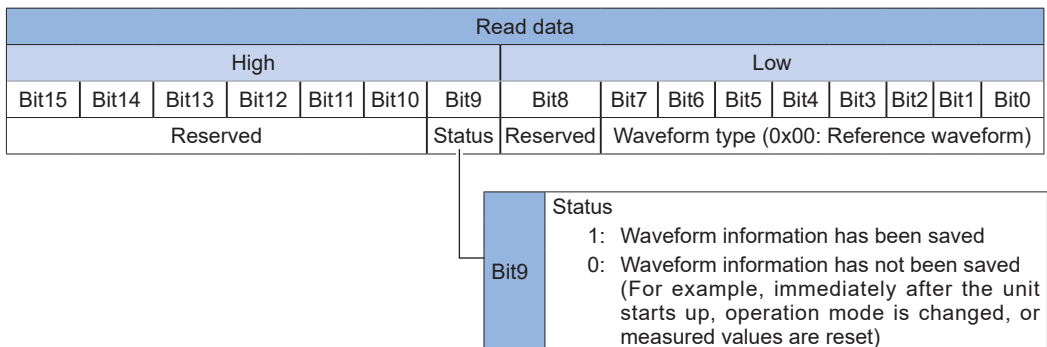 Read data
High Low
Bit15 Bit14 Bit13 Bit12 Bit11 Bit10 Bit9 Bit8 Bit7 Bit6 Bit5 Bit4 Bit3 Bit2 Bit1 Bit0
Reserved Status Reserved Waveform type (0x00: Reference waveform)
Status
1: Waveform information has been saved
Bit9
0: Waveform information has not been saved
(For example, immediately after the unit
starts up, operation mode is changed, or
measured values are reset)